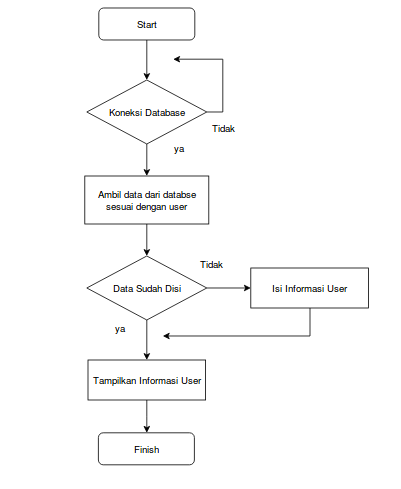 Start
Koneksi Database
Tidak
ya
Ambil data dari databse
sesuai dengan user
Tidak
Data Sudah Disi
Isi Informasi User
ya
Tampilkan Informasi User
Finish